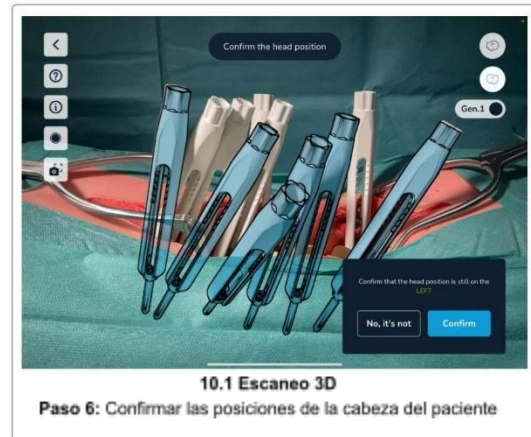 Confirm the head position
Gen.1
Confirm that the head position is still on the
LEFT
No, it's not
Confirm
10.1 Escaneo 3D
Paso 6: Confirmar las posiciones de la cabeza del paciente